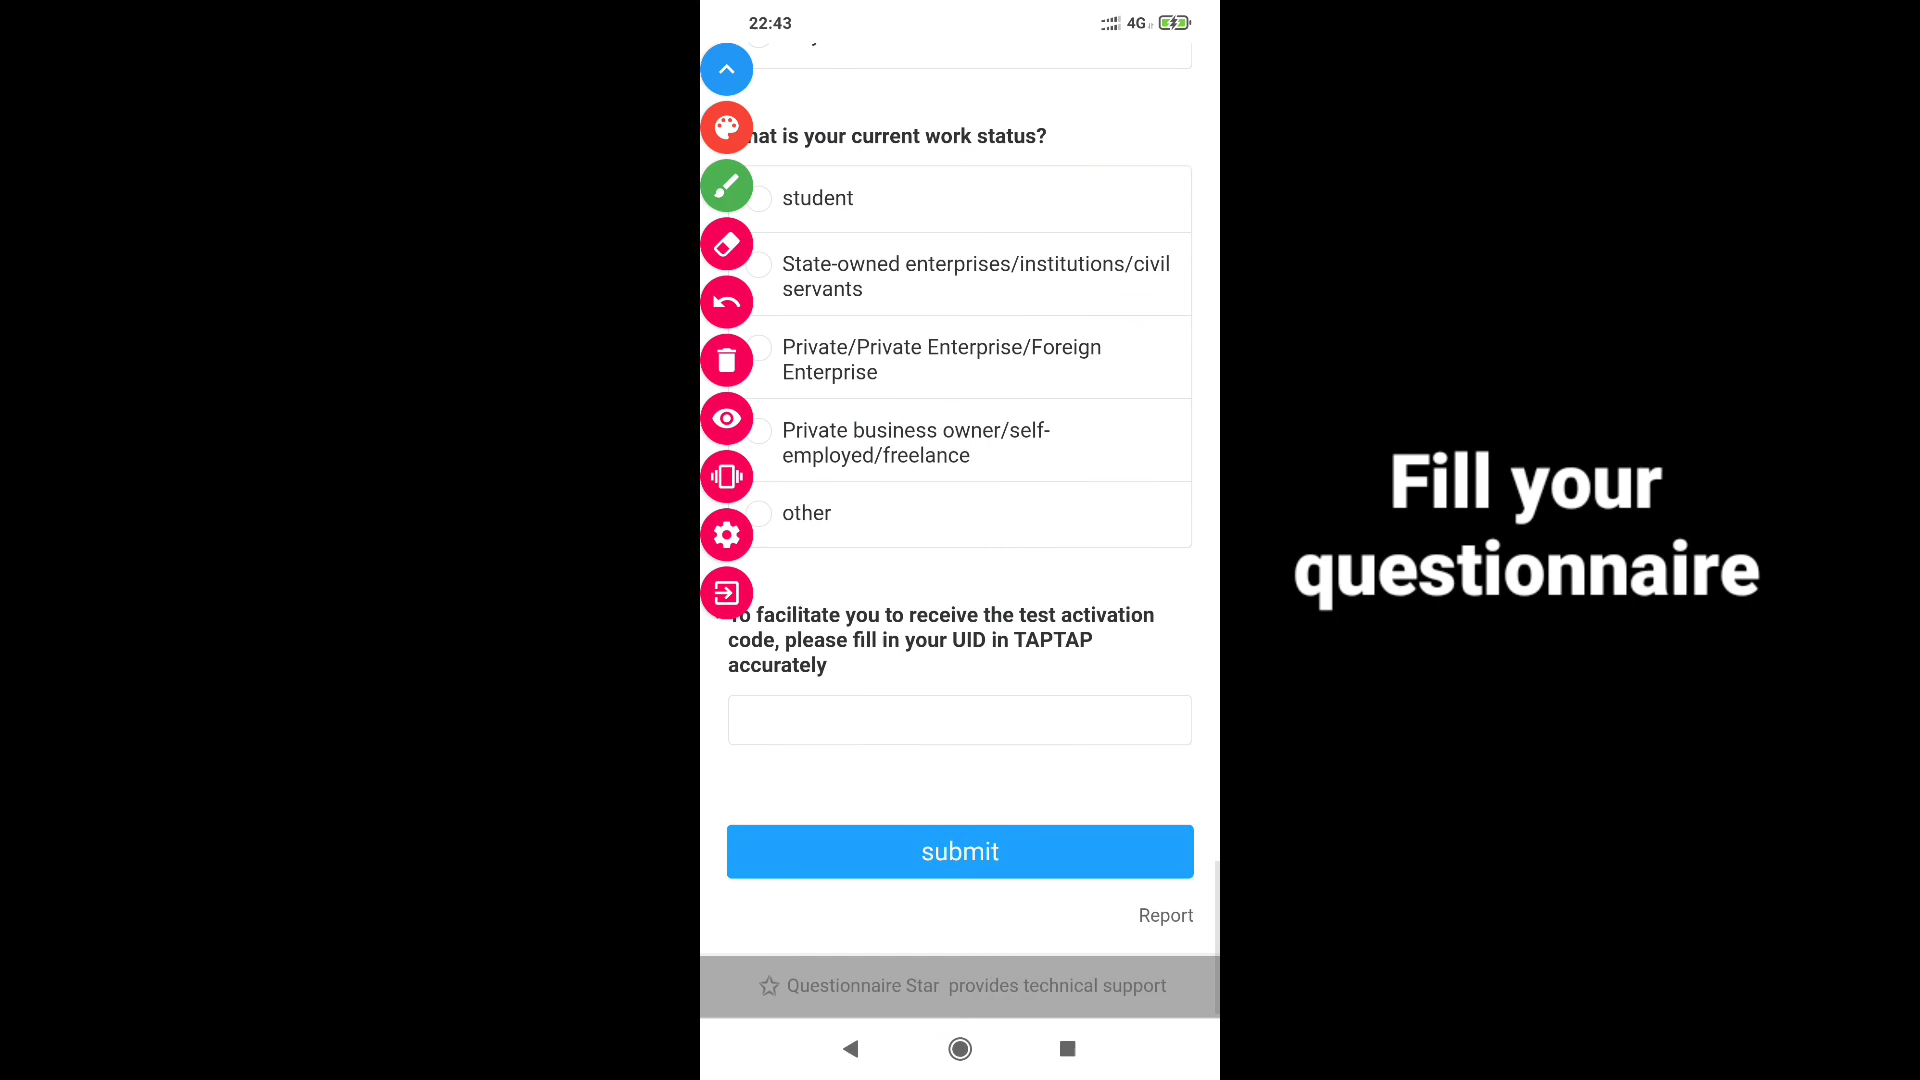 22:43
4G
hat is your current work status?
student
State-owned enterprises/institutions/civil
servants
Private/Private Enterprise/Foreign
Enterprise
Private business owner/self-
employed/freelance
other
To facilitate you to receive the test activation
code, please fill in your UID in TAPTAP
accurately
submit
Report
Questionnaire Star provides technical support
Fill your
questionnaire